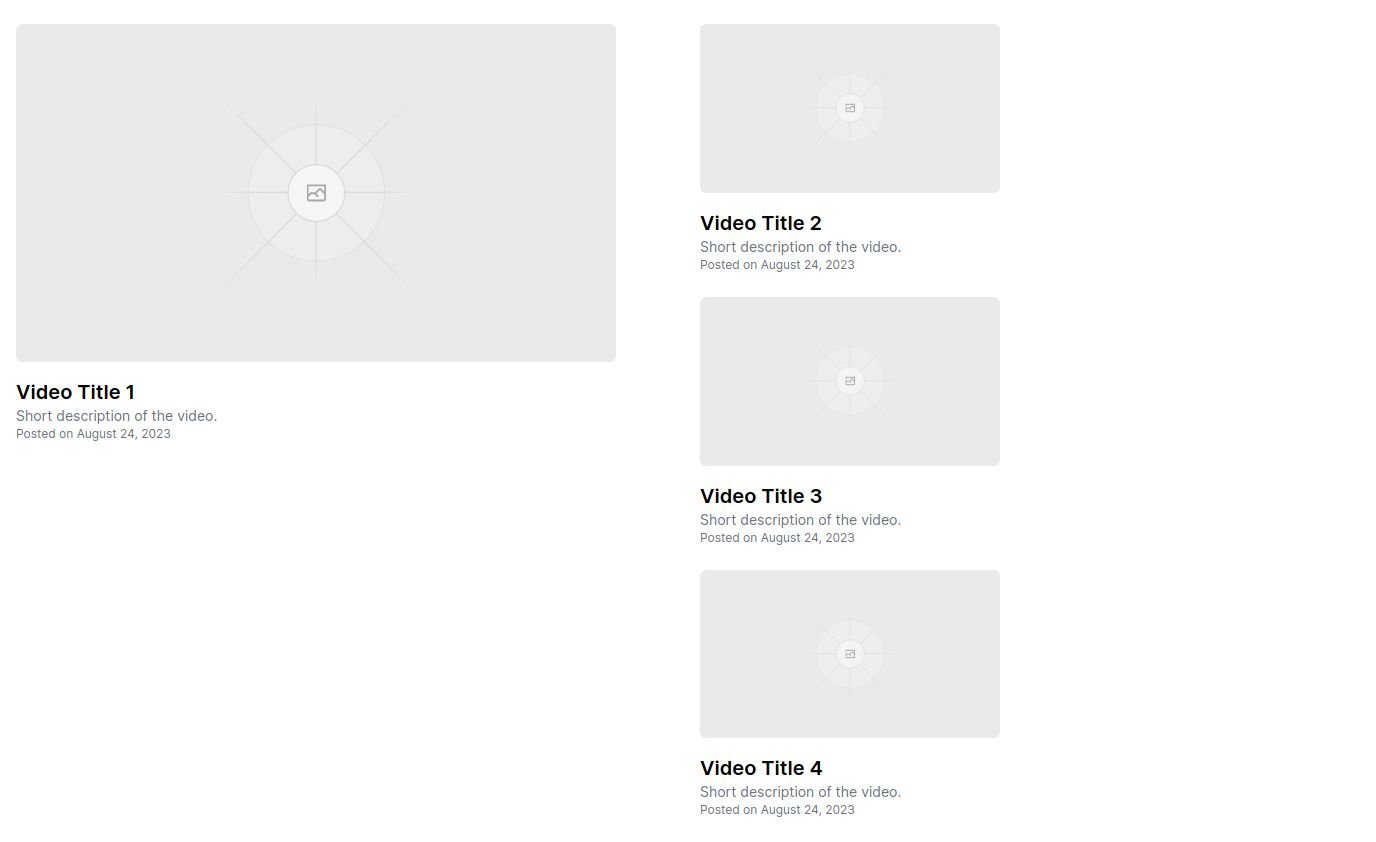 Video Title 1
Short description of the video.
Posted on August 24, 2023
Video Title 2
Short description of the video.
Posted on August 24, 2023
Video Title 3
Short description of the video.
Posted on August 24, 2023
Video Title 4
Short description of the video.
Posted on August 24, 2023